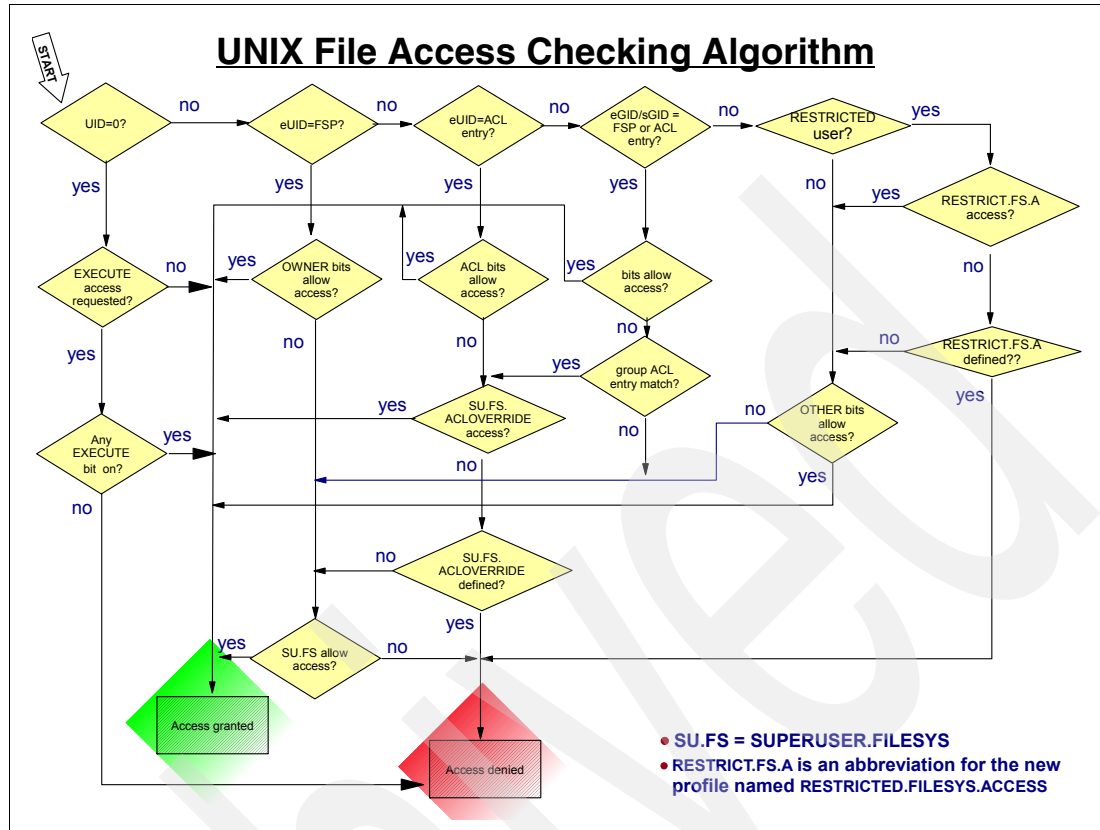 START
UNIX File Access Checking Algorithm
UID=0?
no
eUID=FSP?
no
eUID=ACL
entry?
no
eGID/sGID =
FSP or ACL
entry?
no
RESTRICTED
user?
yes
yes
yes
yes
yes
no
yes
RESTRICT.FS.A
access?
EXECUTE
access
requested?
no
yes
OWNER bits
allow
access?
yes
ACL bits
allow
access?
yes
bits allow
access?
no
yes
no
no
no
yes
group ACL
entry match?
no
RESTRICT.FS.A
defined??
yes
Any
EXECUTE
bit on?
yes
yes
SU.FS.
ACLOVERRIDE
access?
no
no
OTHER bits
allow
access?
no
no
yes
no
SU.FS.
ACLOVERRIDE
defined?
yes
yes
SU.FS allow
access?
no
Access granted
Access denied
• SU.FS = SUPERUSER.FILESYS
• RESTRICT.FS.A is an abbreviation for the new
profile named RESTRICTED.FILESYS.ACCESS